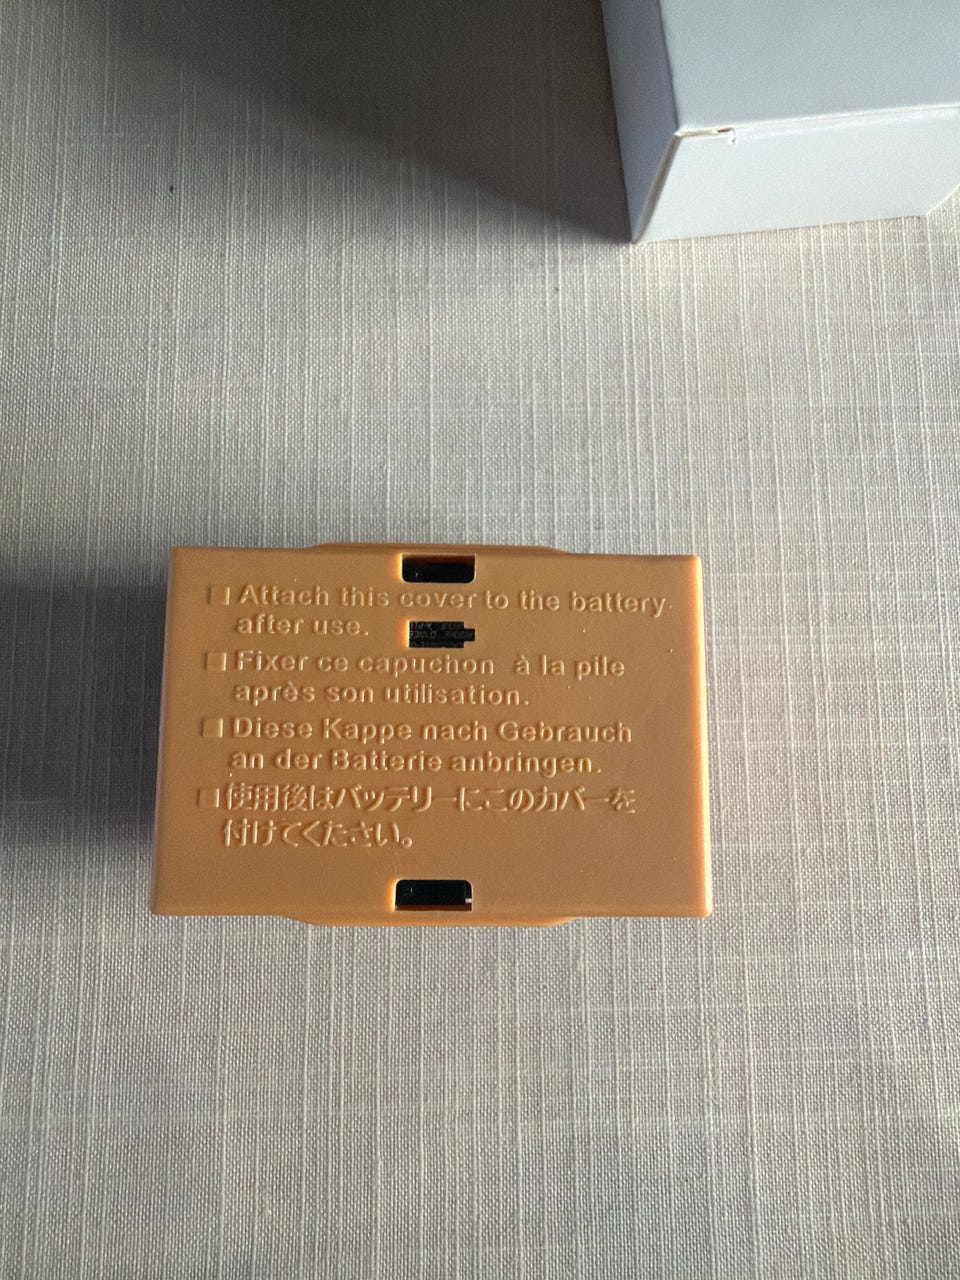 □ Attach this cover to the battery
after use.
□ Fixer ce capuchon à la pile
après son utilisation.
□ Diese Kappe nach Gebrauch
an der Batterie anbringen.
□ 使用後はバッテリーにこのカバーを
付けてください。